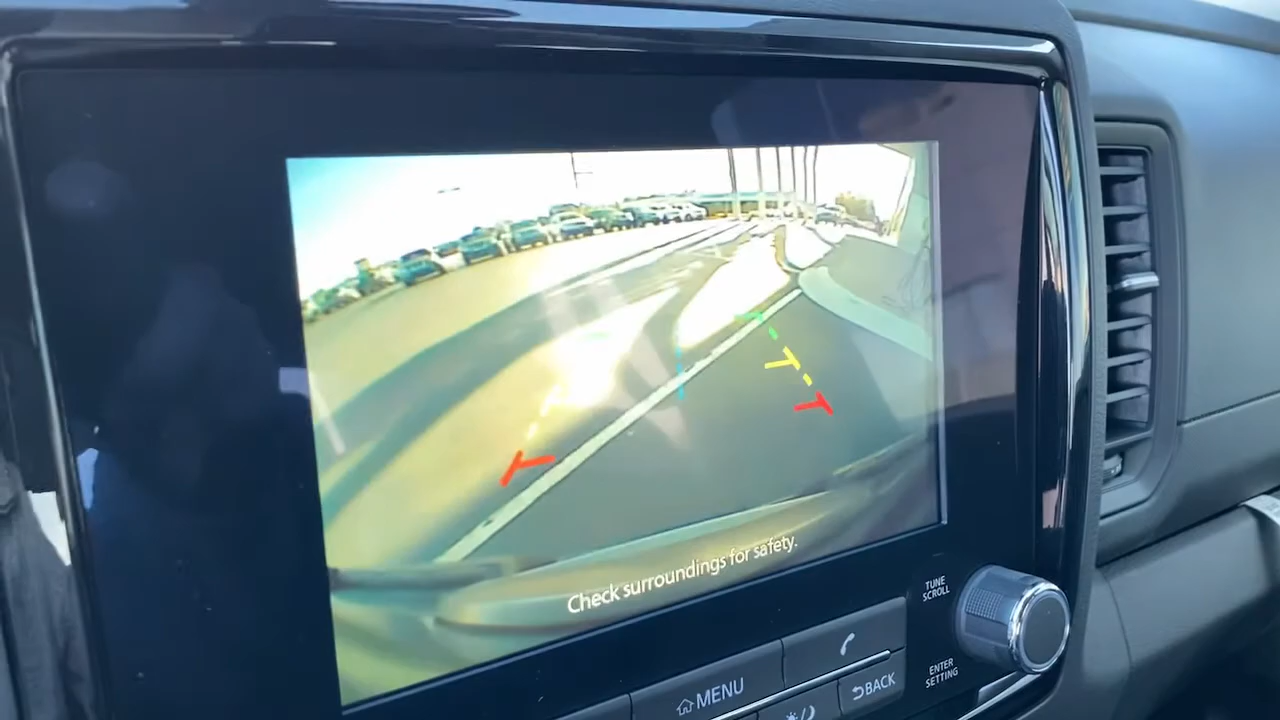 Check surroundings for safety.
TUNE
SCROLL
MENU
BACK
ENTER
SETTING